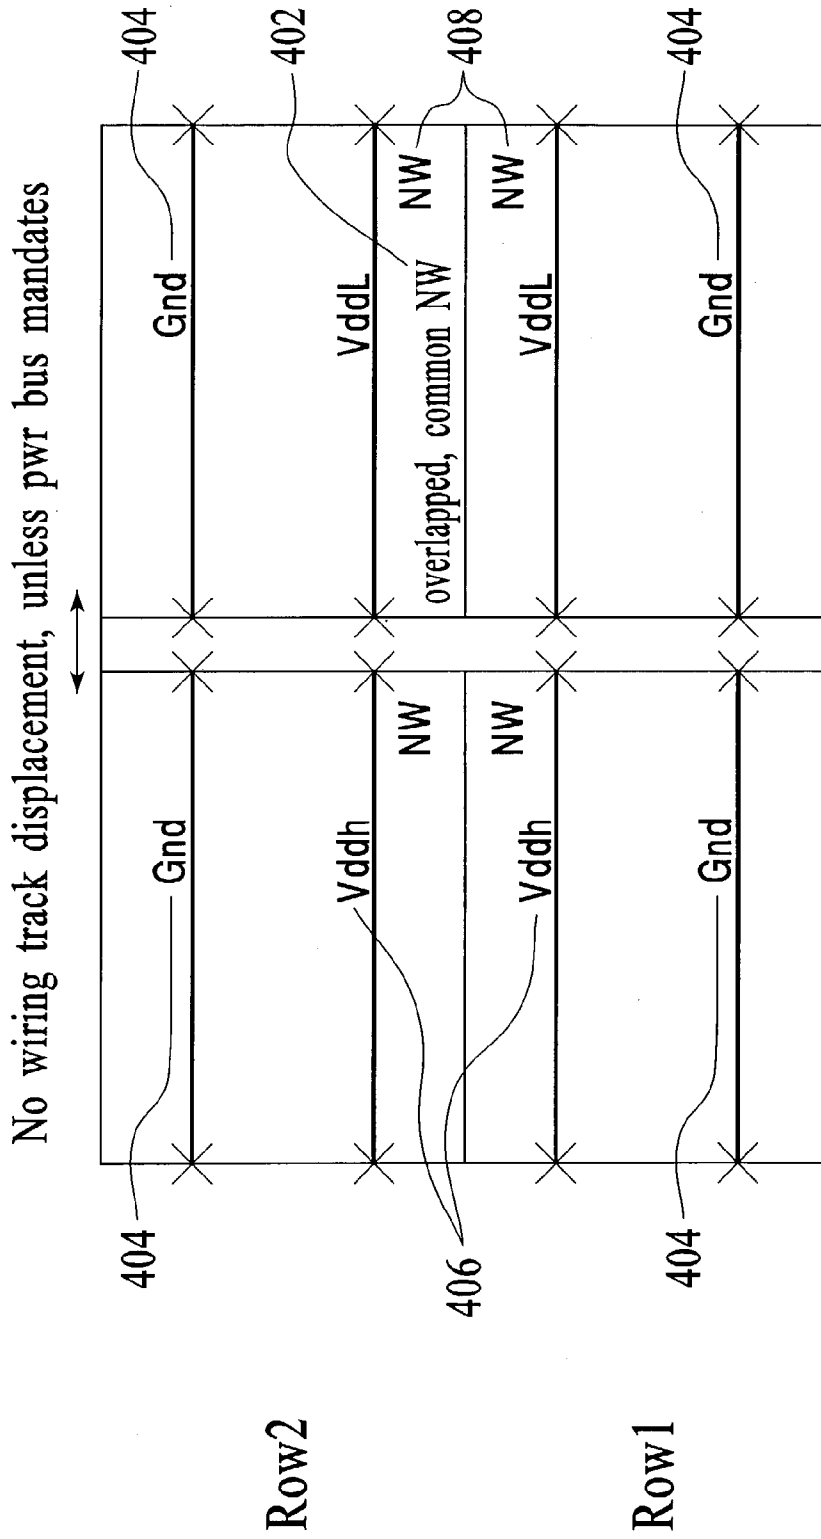 No wiring track displacement, unless pwr bus mandates
404
404
Gnd
Gnd
Row2
402
Vddh
VddL
NW
NW
406
overlapped, common NW
408
NW
NW
Vddh
VddL
Row1
404
404
Gnd
Gnd